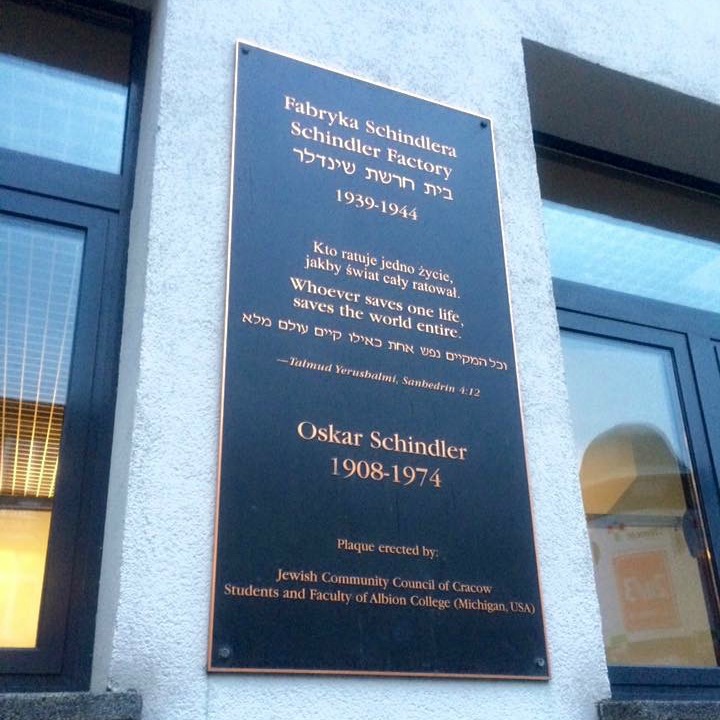 Fabryka Schindlera
Schindler Factory
בית חרשת שינדלר
1939-1944
Kto ratuje jedno życie,
jakby świat cały ratował.
Whoever saves one life,
saves the world entire.
וכל המקיים נפש אחת כאילו קיים עולם מלא
—Talmud Yerushalmi, Sanhedrin 4:12
Oskar Schindler
1908-1974
Plaque erected by:
Jewish Community Council of Cracow
Students and Faculty of Albion College (Michigan, USA)